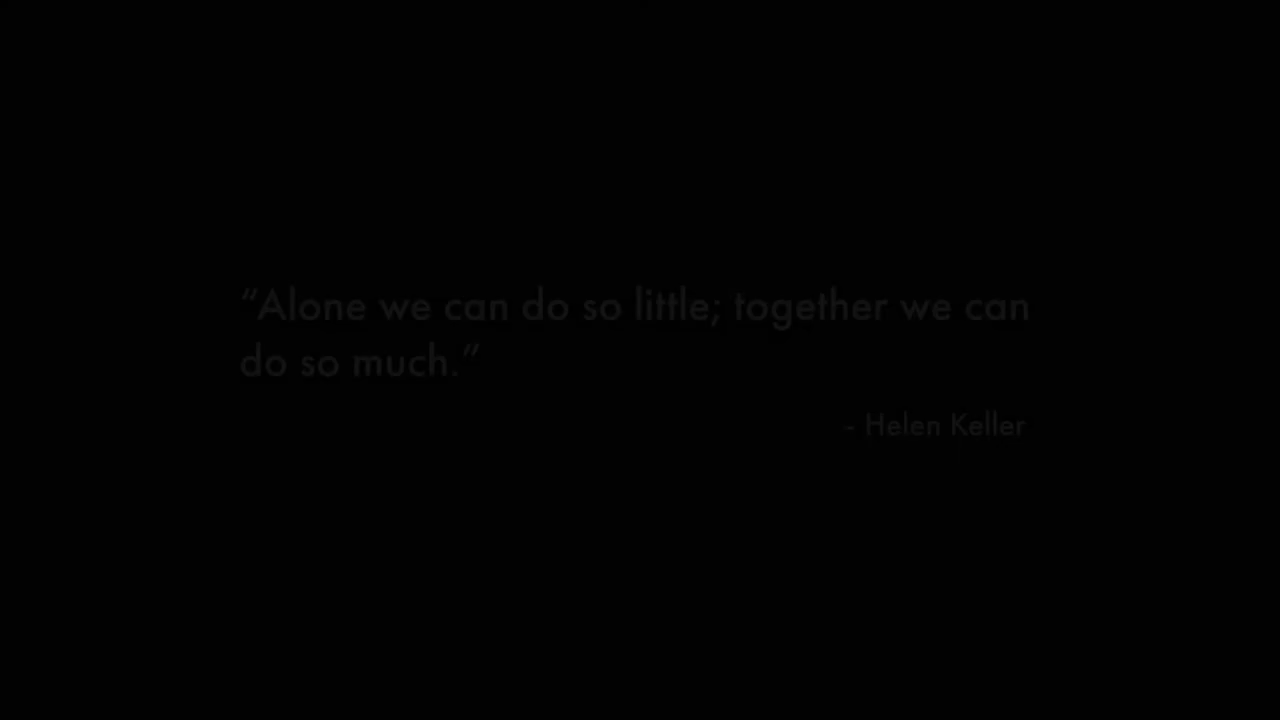 “Alone we can do so little; together we can
do so much.”
- Helen Keller